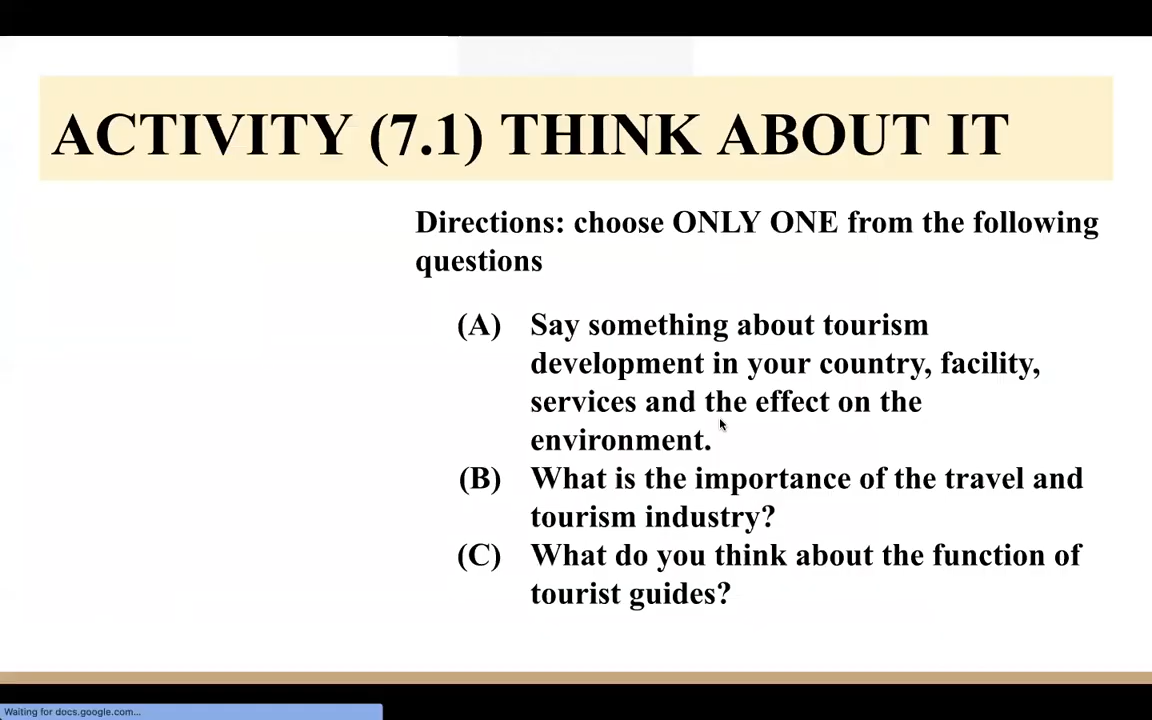 ACTIVITY (7.1) THINK ABOUT IT
Directions: choose ONLY ONE from the following
questions
(A) Say something about tourism
development in your country, facility,
services and the effect on the
environment.
(B) What is the importance of the travel and
tourism industry?
(C) What do you think about the function of
tourist guides?
Waiting for docs.google.com...